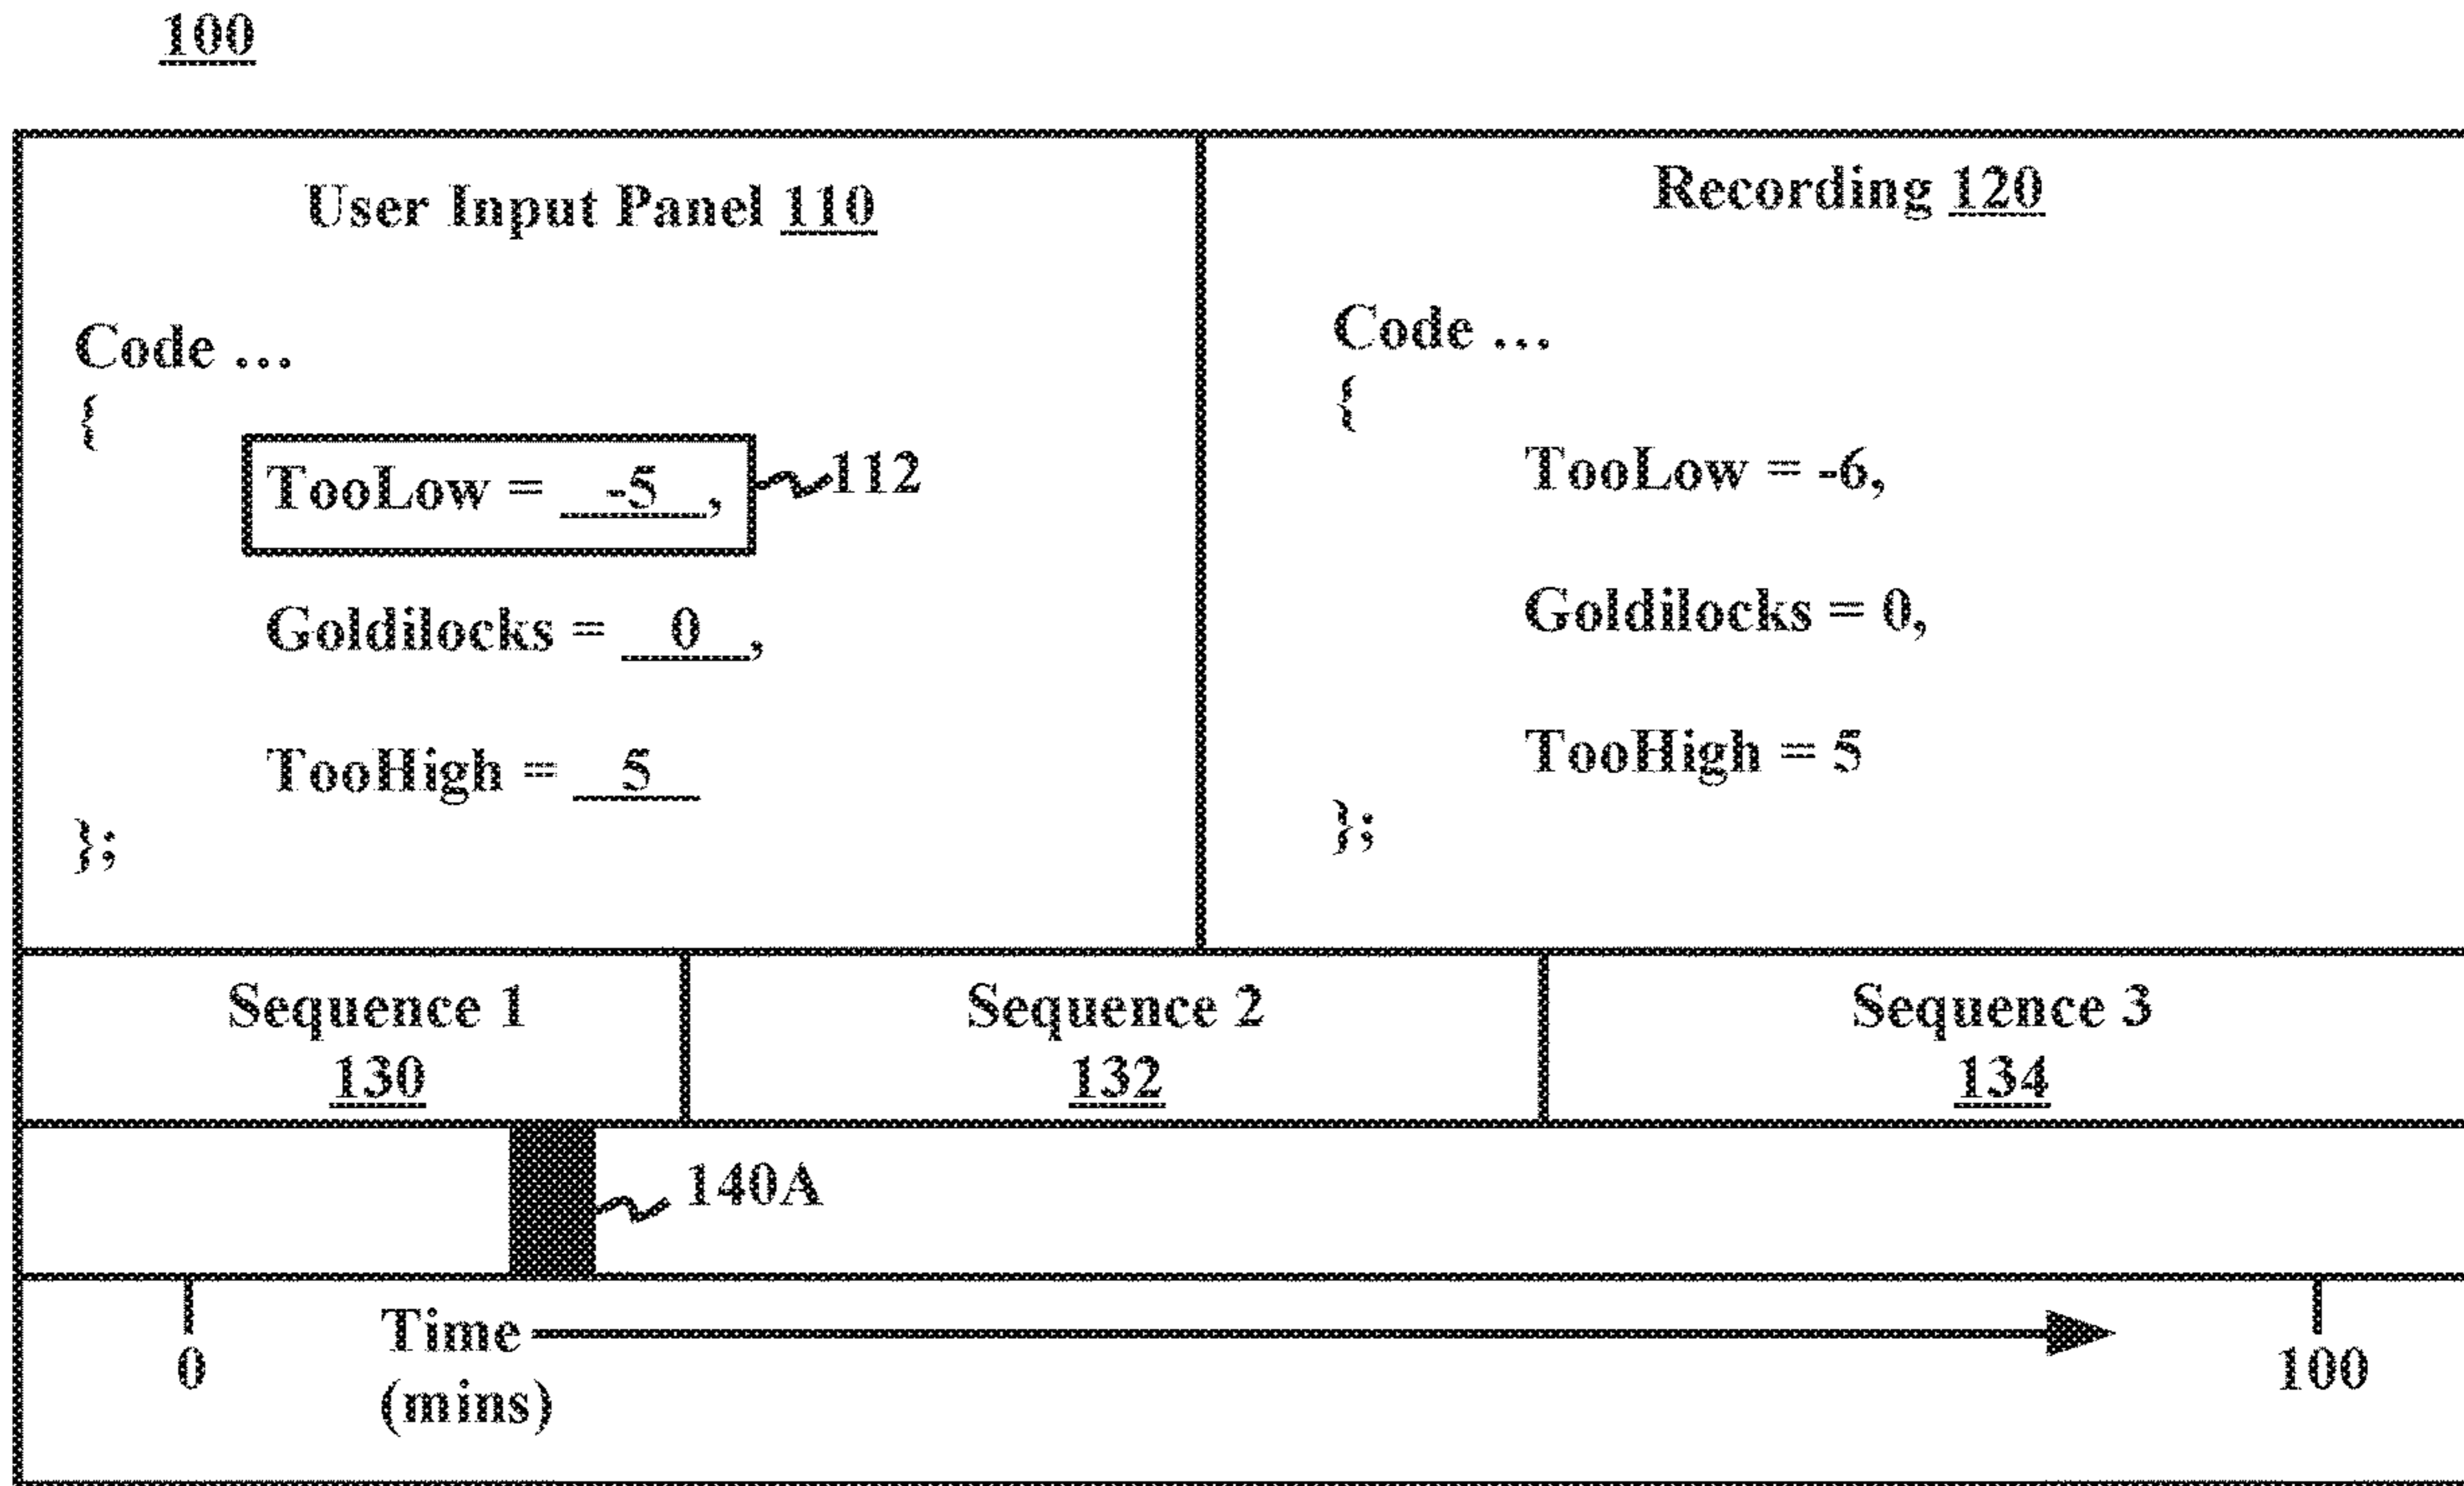 100
User Input Panel 110
Code ...
{
TooLow = -5 ,
112
Goldilocks = 0 ,
TooHigh = 5
};
Recording 120
Code ...
{
TooLow = -6,
Goldilocks = 0,
TooHigh = 5
};
Sequence 1
130
Sequence 2
132
Sequence 3
134
140A
0
Time
(mins)
100